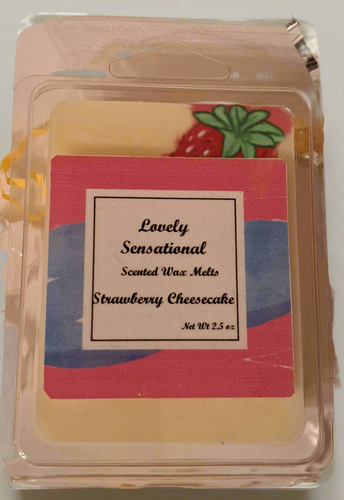 Lovely
Sensational
Scented Wax Melts
Strawberry Cheesecake
Net Wt 2.5 oz